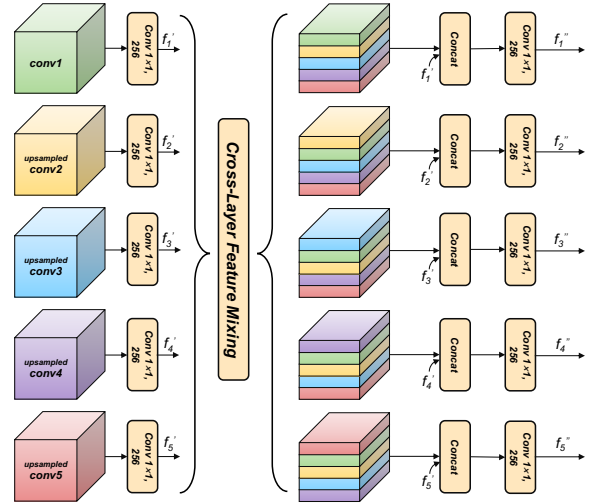 conv1
Conv 1×1,
256
f1'
upsampled
conv2
Conv 1×1,
256
f2'
upsampled
conv3
Conv 1×1,
256
f3'
upsampled
conv4
Conv 1×1,
256
f4'
upsampled
conv5
Conv 1×1,
256
f5'
Cross-Layer Feature Mixing
f1'
Concat
Conv 1×1,
256
f1''
f2'
Concat
Conv 1×1,
256
f2''
f3'
Concat
Conv 1×1,
256
f3''
f4'
Concat
Conv 1×1,
256
f4''
f5'
Concat
Conv 1×1,
256
f5''